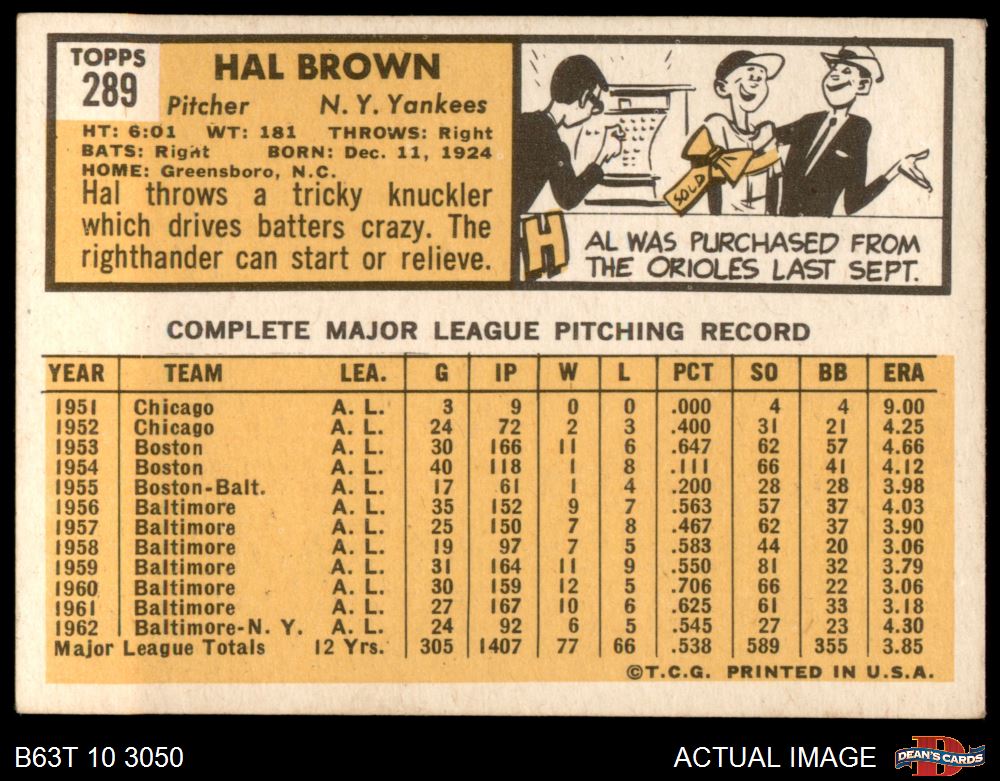 TOPPS
289
HAL BROWN
Pitcher N. Y. Yankees
HT: 6:01 WT: 181 THROWS: Right
BATS: Right BORN: Dec. 11, 1924
HOME: Greensboro, N.C.
Hal throws a tricky knuckler
which drives batters crazy. The
righthander can start or relieve.
SOLD
HAL WAS PURCHASED FROM
THE ORIOLES LAST SEPT.
COMPLETE MAJOR LEAGUE PITCHING RECORD
YEAR TEAM LEA. G IP W L PCT SO BB ERA
1951 Chicago A. L. 3 9 0 0 .000 4 4 9.00
1952 Chicago A. L. 24 72 2 3 .400 31 21 4.25
1953 Boston A. L. 30 166 11 6 .647 62 57 4.66
1954 Boston A. L. 40 118 1 8 .111 66 41 4.12
1955 Boston-Balt. A. L. 17 61 1 4 .200 28 28 3.98
1956 Baltimore A. L. 35 152 9 7 .563 57 37 4.03
1957 Baltimore A. L. 25 150 7 8 .467 62 37 3.90
1958 Baltimore A. L. 19 97 7 5 .583 44 20 3.06
1959 Baltimore A. L. 31 164 11 9 .550 81 32 3.79
1960 Baltimore A. L. 30 159 12 5 .706 66 22 3.06
1961 Baltimore A. L. 27 167 10 6 .625 61 33 3.18
1962 Baltimore-N. Y. A. L. 24 92 6 5 .545 27 23 4.30
Major League Totals 12 Yrs. 305 1407 77 66 .538 589 355 3.85
©T.C.G. PRINTED IN U.S.A.
B63T 10 3050
ACTUAL IMAGE
DEAN'S CARDS